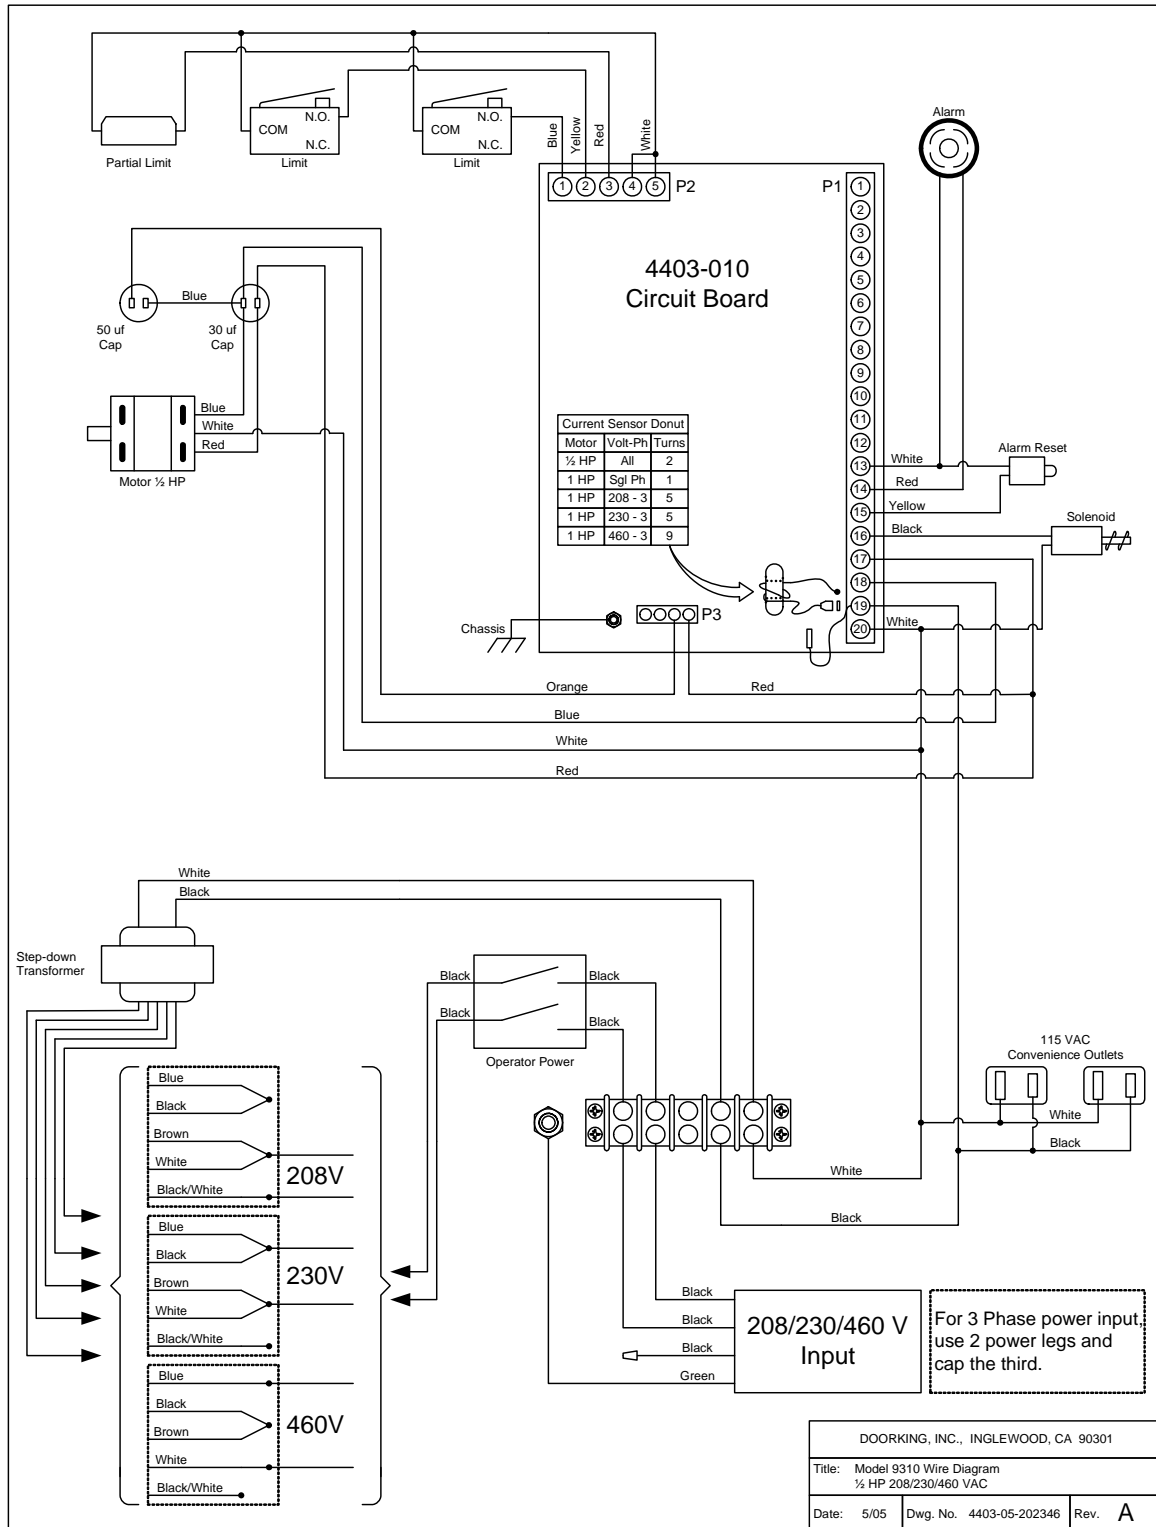 Partial Limit
COM
N.O.
N.C.
Limit
COM
N.O.
N.C.
Limit
Blue
Yellow
Red
White
1 2 3 4 5
P2
P1
1
2
3
4
5
6
7
8
9
10
11
12
13
14
15
16
17
18
19
20
Alarm
4403-010
Circuit Board
Blue
50 uf
Cap
30 uf
Cap
Blue
White
Red
Motor ½ HP
Current Sensor Donut
Motor Volt-Ph Turns
½ HP All 2
1 HP Sgl Ph 1
1 HP 208 - 3 5
1 HP 230 - 3 5
1 HP 460 - 3 9
White
Alarm Reset
Red
Yellow
Black
Solenoid
White
P3
Chassis
Orange
Red
Blue
White
Red
White
Black
Step-down
Transformer
Black
Black
Black
Black
Operator Power
115 VAC
Convenience Outlets
White
Black
White
Black
Blue
Black
Brown
White
Black/White
208V
Blue
Black
Brown
White
Black/White
230V
Blue
Black
Brown
White
Black/White
460V
Black
Black
Black
Green
208/230/460 V
Input
For 3 Phase power input,
use 2 power legs and
cap the third.
DOORKING, INC., INGLEWOOD, CA 90301
Title: Model 9310 Wire Diagram
½ HP 208/230/460 VAC
Date: 5/05 Dwg. No. 4403-05-202346 Rev. A